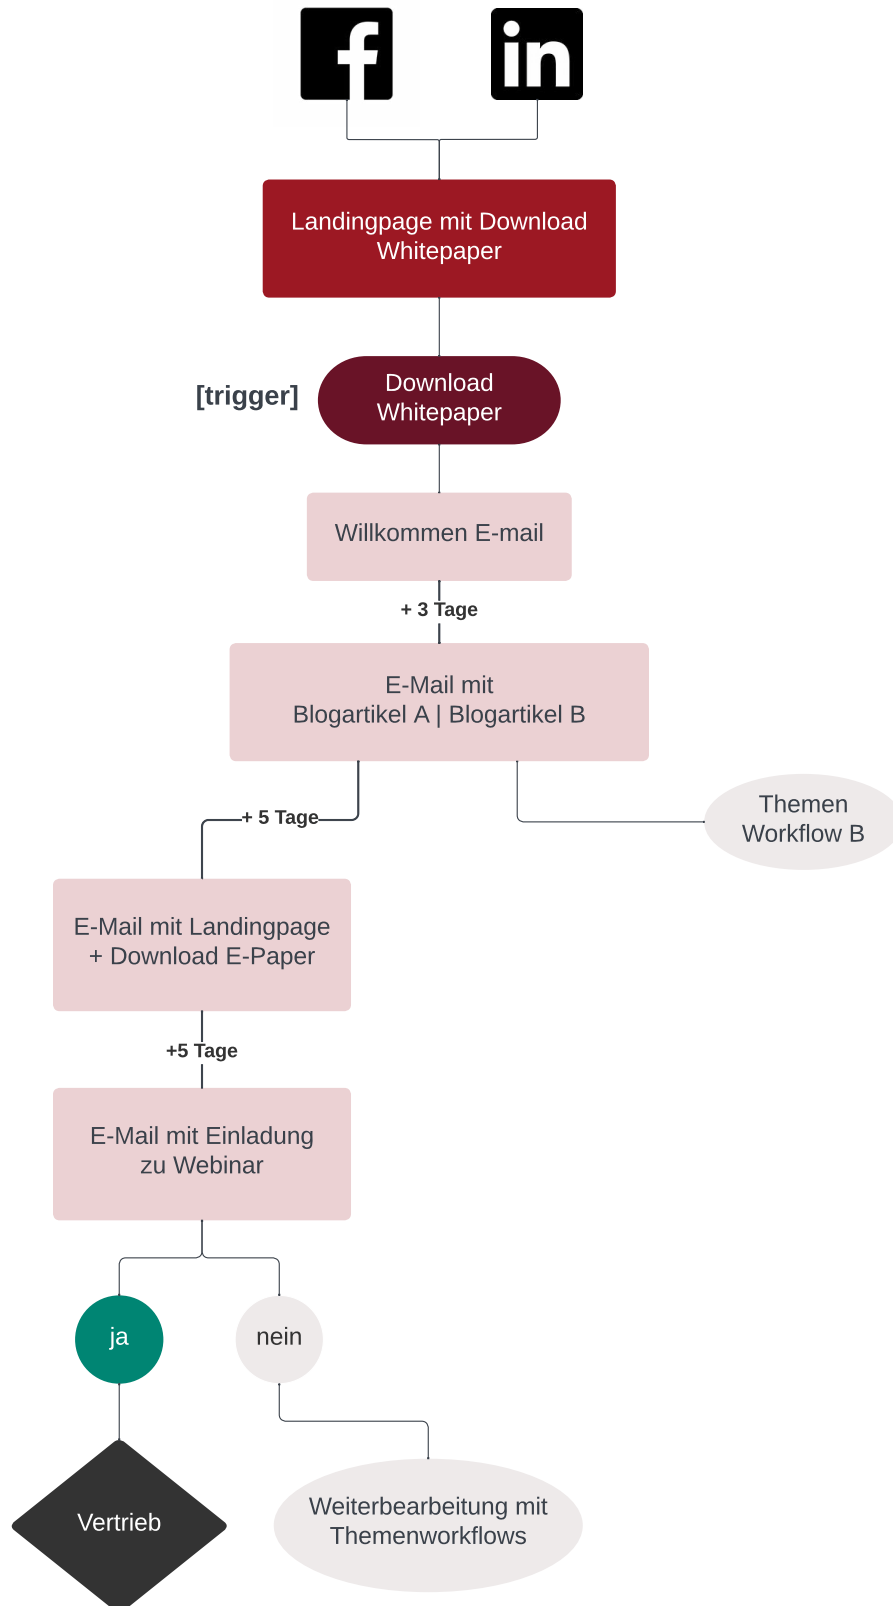 f
in
Landingpage mit Download
Whitepaper
[trigger]
Download
Whitepaper
Willkommen E-mail
+ 3 Tage
E-Mail mit
Blogartikel A | Blogartikel B
Themen
Workflow B
+ 5 Tage
E-Mail mit Landingpage
+ Download E-Paper
+5 Tage
E-Mail mit Einladung
zu Webinar
ja
nein
Vertrieb
Weiterbearbeitung mit
Themenworkflows